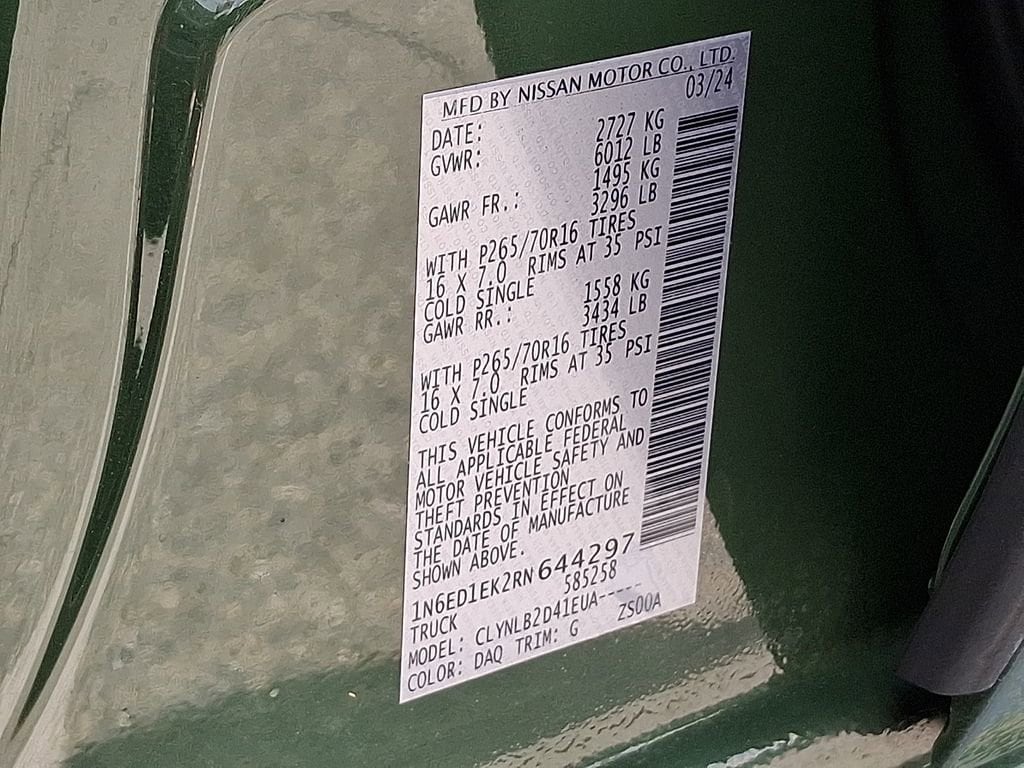 MFD BY NISSAN MOTOR CO., LTD.
DATE: 03/24
GVWR: 2727 KG
6012 LB
GAWR FR.: 1495 KG
3296 LB
WITH P265/70R16 TIRES
16 X 7.0 RIMS AT 35 PSI
COLD SINGLE
GAWR RR.: 1558 KG
3434 LB
WITH P265/70R16 TIRES
16 X 7.0 RIMS AT 35 PSI
COLD SINGLE
THIS VEHICLE CONFORMS TO
ALL APPLICABLE FEDERAL
MOTOR VEHICLE SAFETY AND
THEFT PREVENTION
STANDARDS IN EFFECT ON
THE DATE OF MANUFACTURE
SHOWN ABOVE.
1N6ED1EK2RN644297
TRUCK 585258
MODEL: CLYNLB2D41EUA----
COLOR: DAQ TRIM: G ZS00A